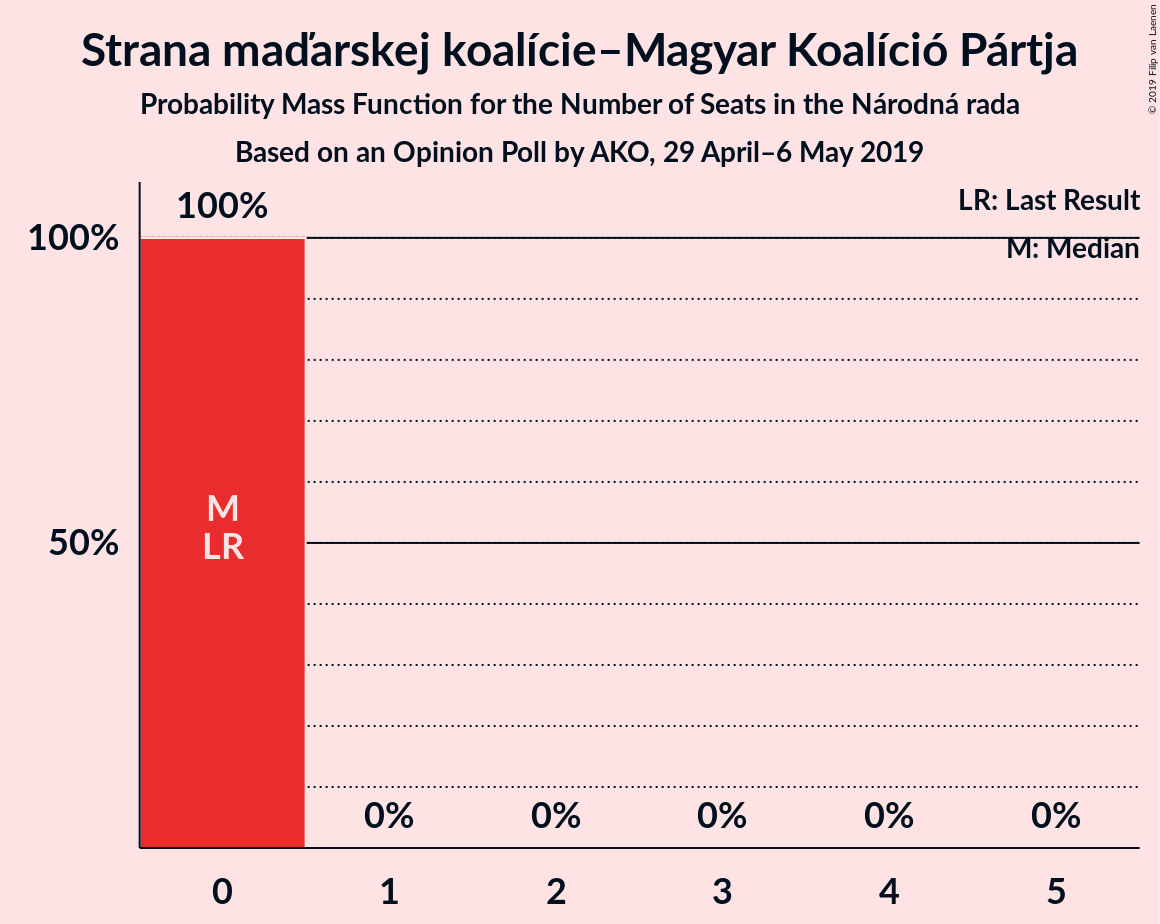 Strana maďarskej koalície–Magyar Koalíció Pártja
Probability Mass Function for the Number of Seats in the Národná rada
Based on an Opinion Poll by AKO, 29 April–6 May 2019
© 2019 Filip van Laenen
LR: Last Result
M: Median
100%
100%
50%
M
LR
0%
0%
0%
0%
0%
0
1
2
3
4
5